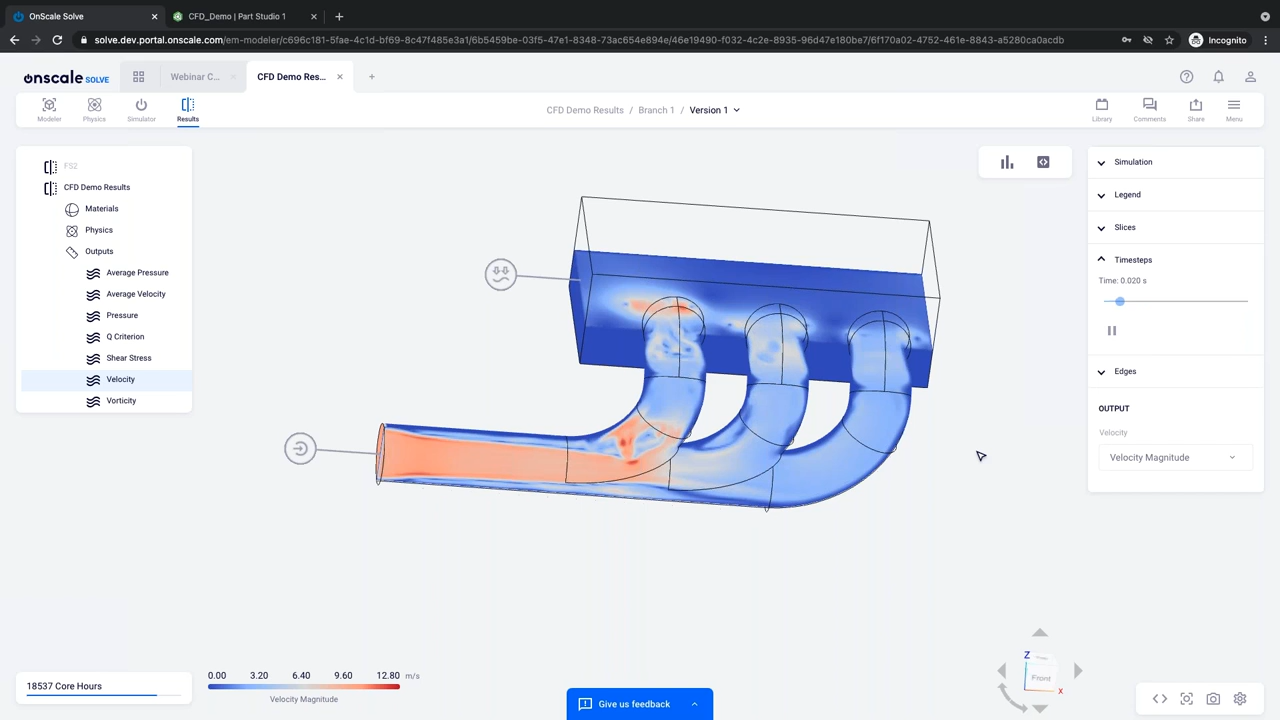 OnScale Solve
CFD_Demo | Part Studio 1
solve.dev.portal.onscale.com/em-modeler/c696c181-5fae-4c1d-bf69-8c47f485e3a1/6b5459be-03f5-47e1-8348-73ac654e894e/46e19490-f032-4c2e-8935-96d47e180be7/6f170a02-4752-461e-8843-a5280ca0acdb
Incognito
onscale SOLVE
Webinar C...
CFD Demo Res...
Modeler
Physics
Simulator
Results
CFD Demo Results / Branch 1 / Version 1
Library
Comments
Share
Menu
FS2
CFD Demo Results
Materials
Physics
Outputs
Average Pressure
Average Velocity
Pressure
Q Criterion
Shear Stress
Velocity
Vorticity
Simulation
Legend
Slices
Timesteps
Time: 0.020 s
Edges
OUTPUT
Velocity
Velocity Magnitude
18537 Core Hours
0.00 3.20 6.40 9.60 12.80 m/s
Velocity Magnitude
Give us feedback
Z
Front
X